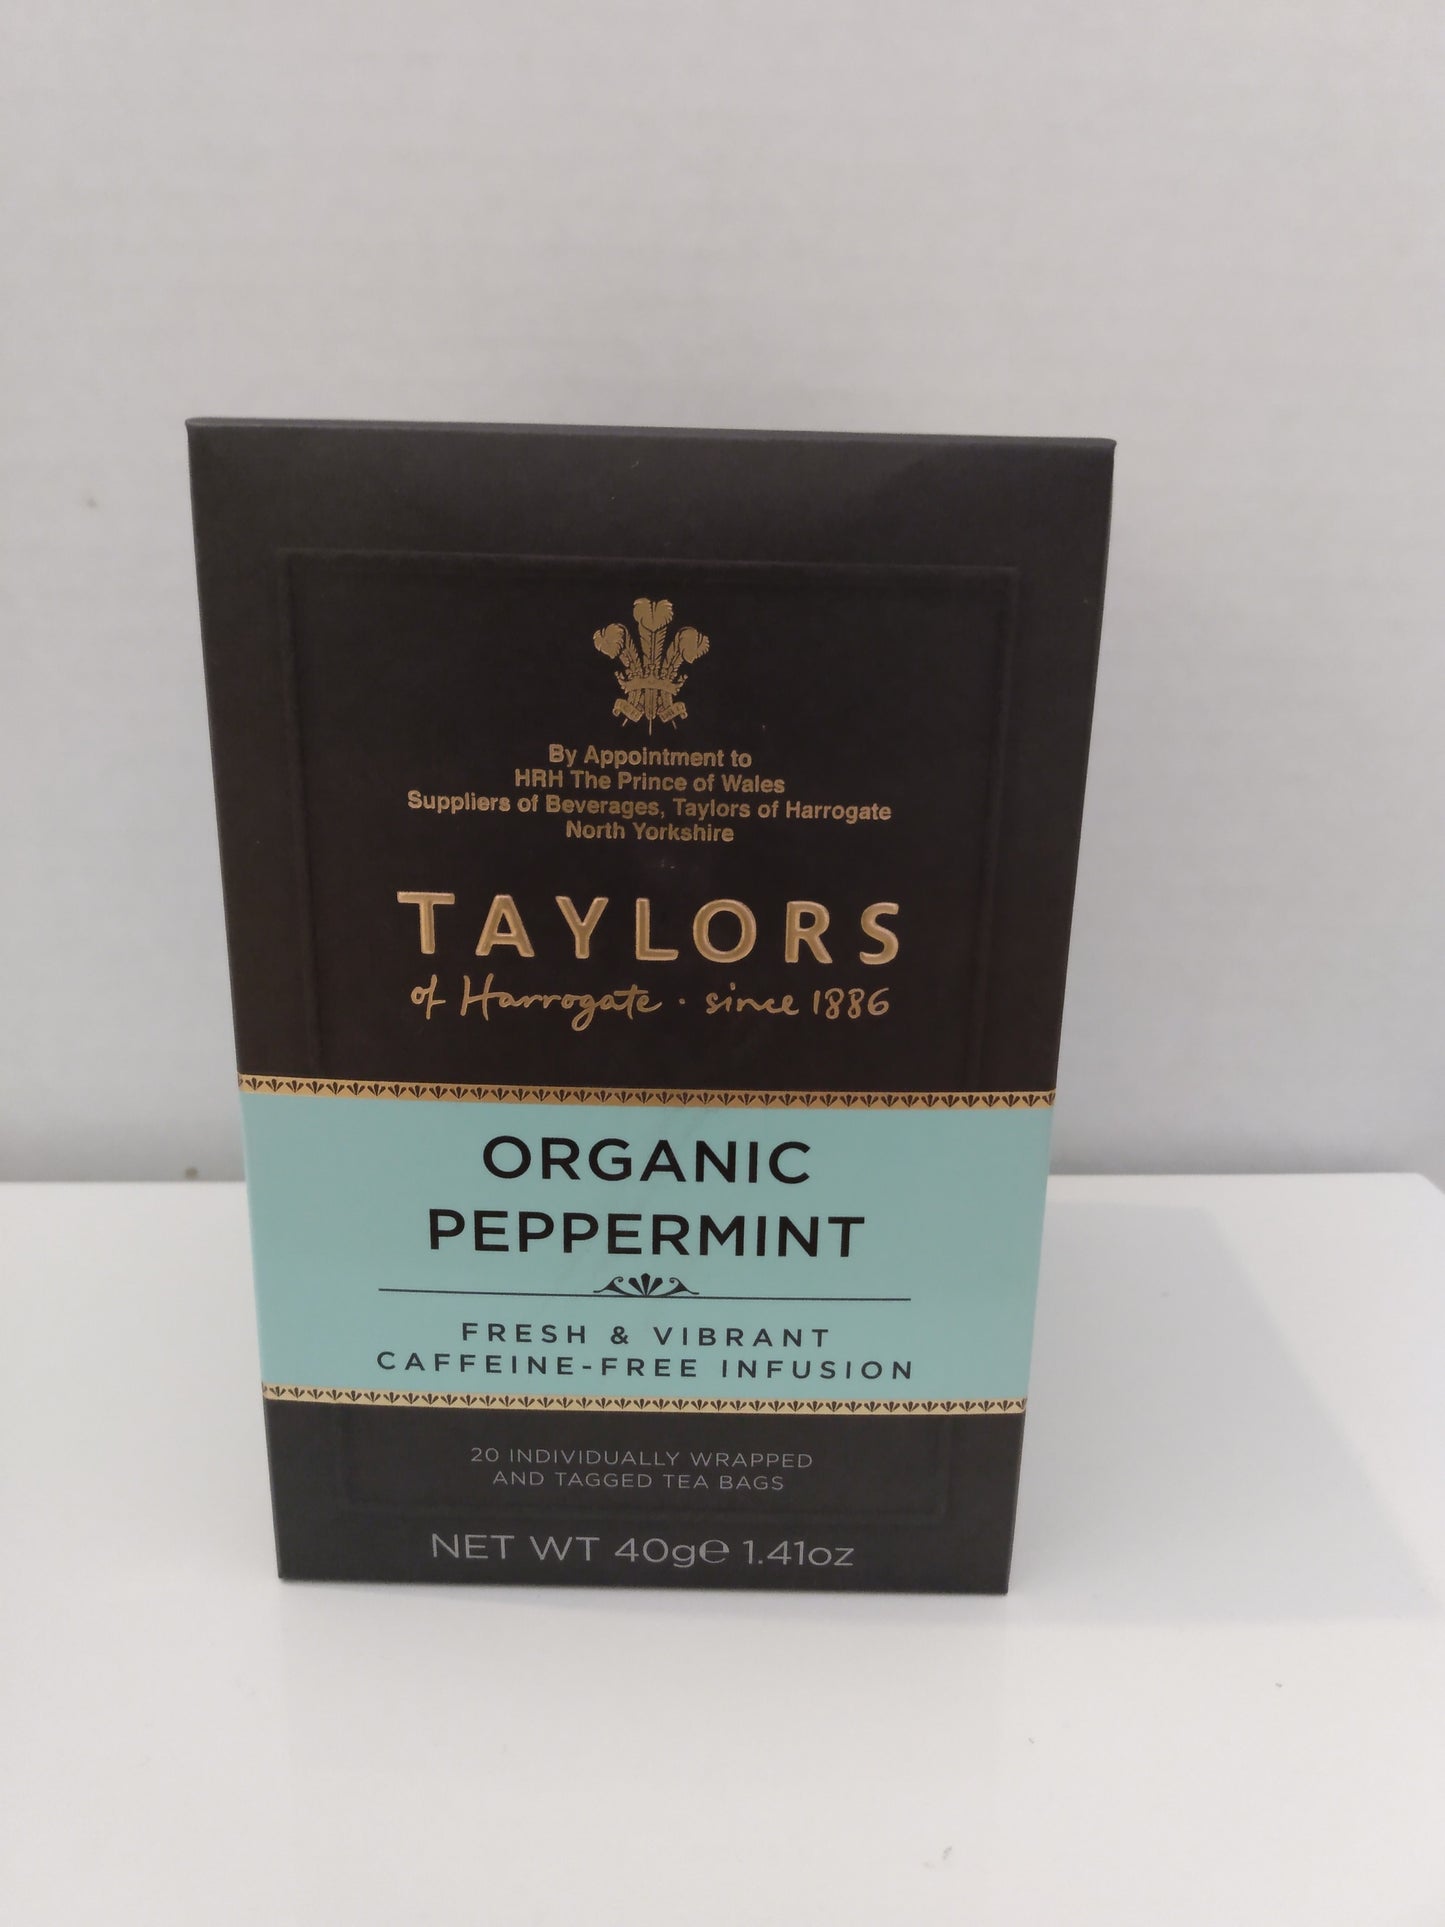 By Appointment to
HRH The Prince of Wales
Suppliers of Beverages, Taylors of Harrogate
North Yorkshire
TAYLORS
of Harrogate · since 1886
ORGANIC
PEPPERMINT
FRESH & VIBRANT
CAFFEINE-FREE INFUSION
20 INDIVIDUALLY WRAPPED
AND TAGGED TEA BAGS
NET WT 40g℮ 1.41oz